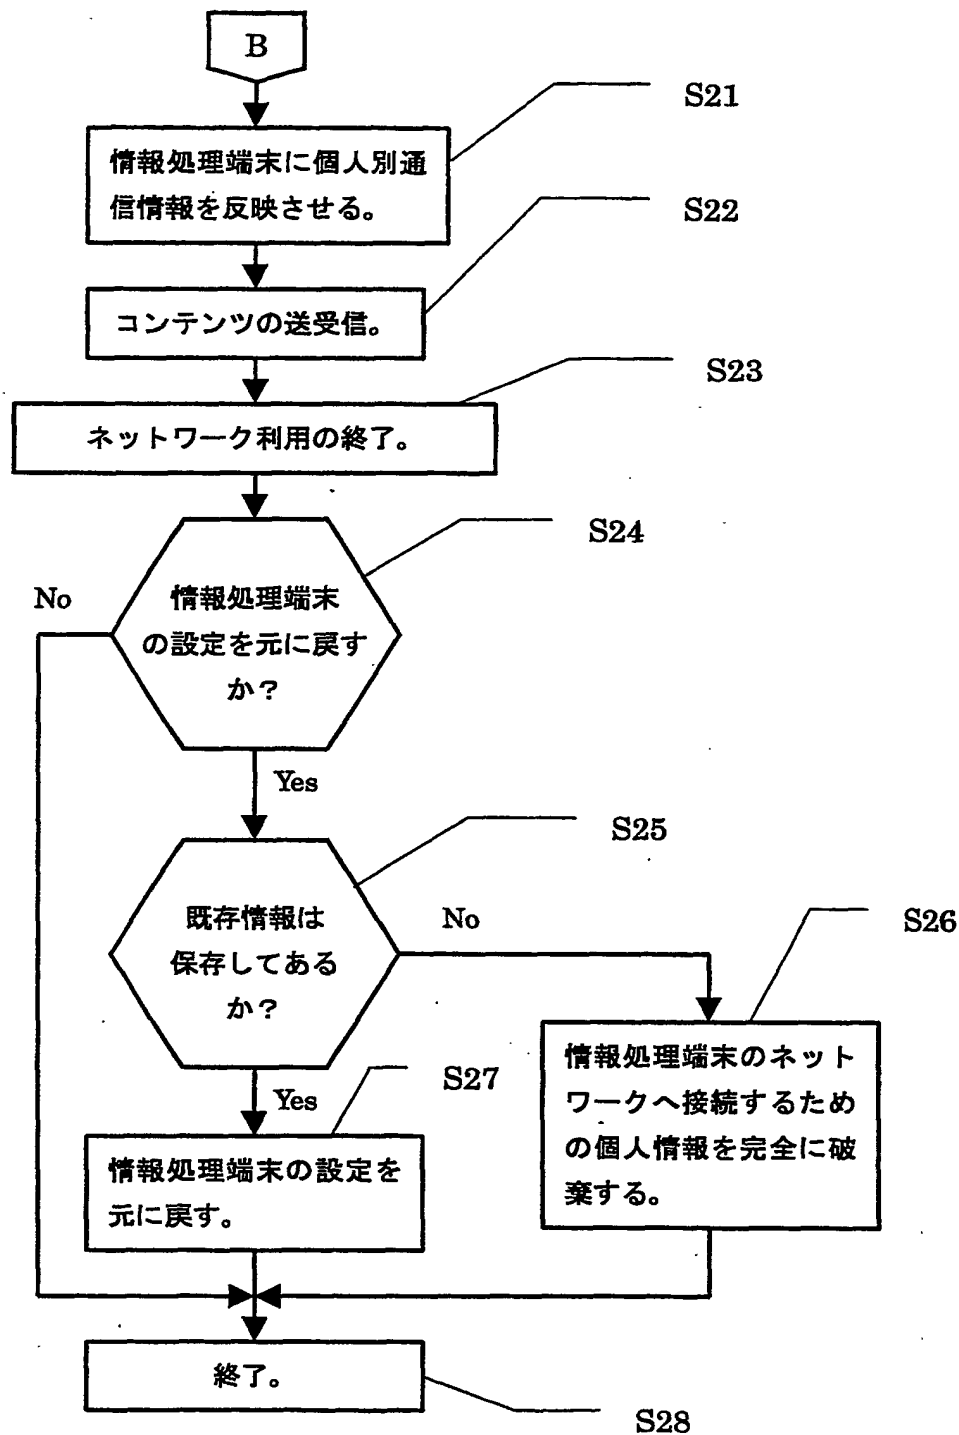 B
S21
情報処理端末に個人別通
信情報を反映させる。
S22
コンテンツの送受信。
S23
ネットワーク利用の終了。
S24
No
情報処理端末
の設定を元に戻す
か？
Yes
S25
既存情報は
保存してある
か？
No
S26
情報処理端末のネット
ワークへ接続するため
の個人情報を完全に破
棄する。
Yes
S27
情報処理端末の設定を
元に戻す。
終了。
S28